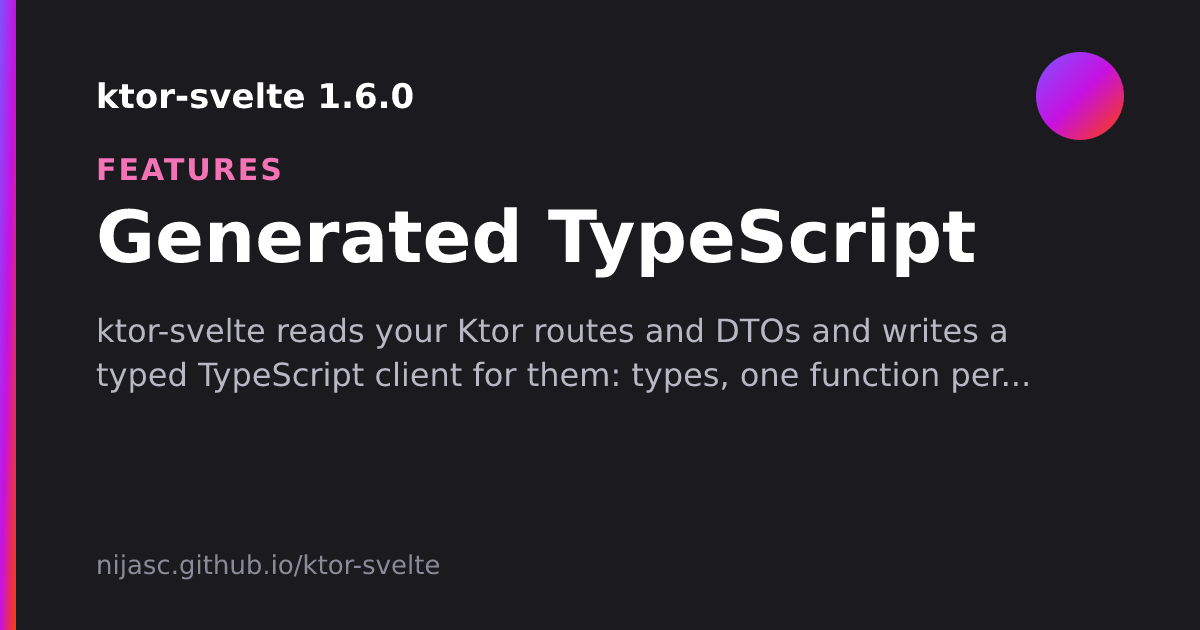 ktor-svelte 1.6.0
FEATURES
Generated TypeScript
ktor-svelte reads your Ktor routes and DTOs and writes a
typed TypeScript client for them: types, one function per...
nijasc.github.io/ktor-svelte